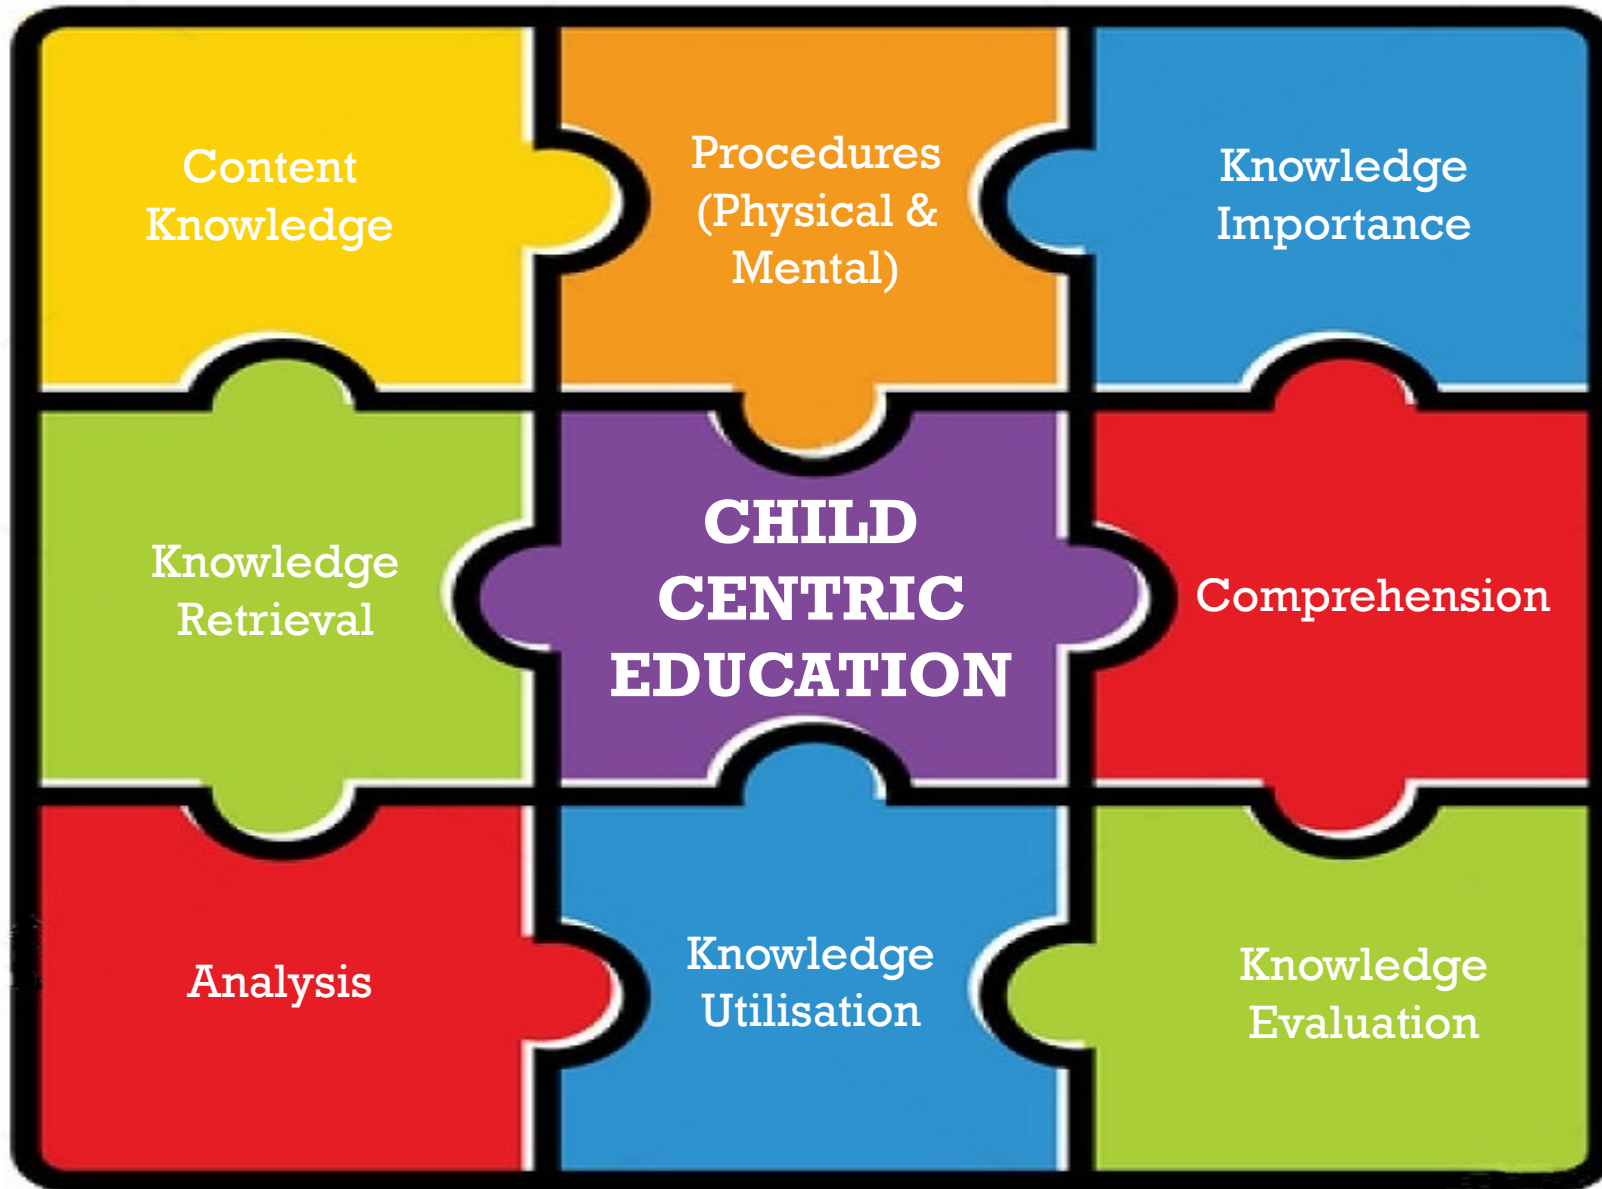 Content
Knowledge
Procedures
(Physical &
Mental)
Knowledge
Importance
Knowledge
Retrieval
CHILD
CENTRIC
EDUCATION
Comprehension
Analysis
Knowledge
Utilisation
Knowledge
Evaluation